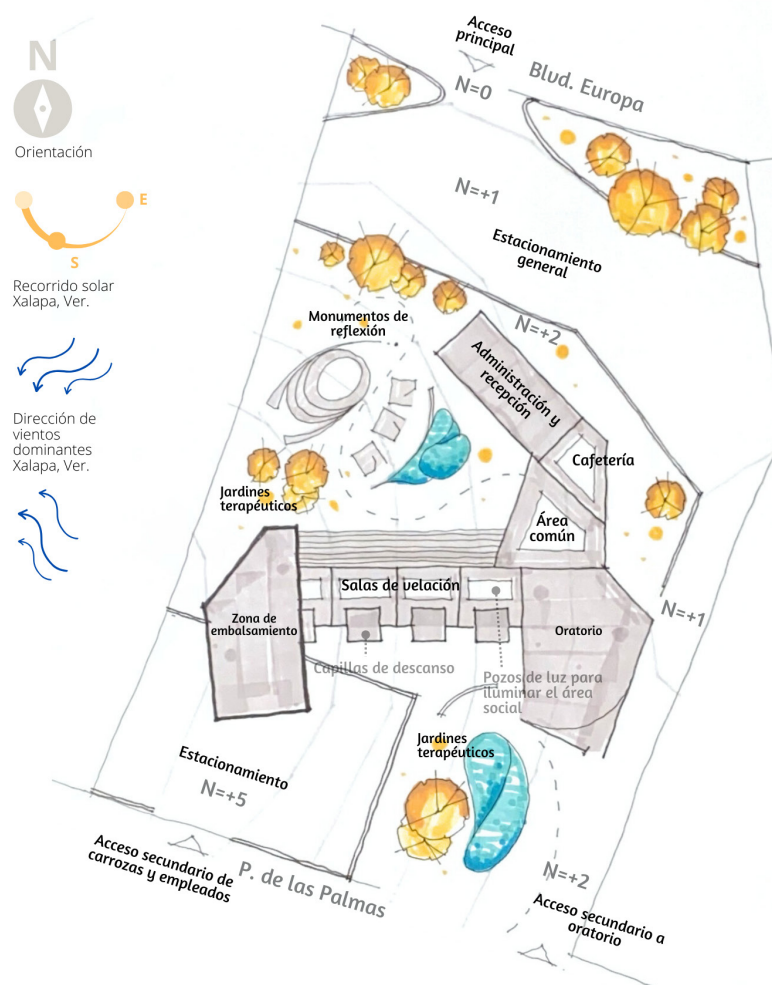 N
Orientación
E
S
Recorrido solar
Xalapa, Ver.
Dirección de
vientos
dominantes
Xalapa, Ver.
Acceso
principal
N=0
Blvd. Europa
N=+1
Estacionamiento
general
N=+2
Monumentos de
reflexión
Administración y
recepción
Cafetería
Jardines
terapéuticos
Área
común
Salas de velación
Zona de
embalsamiento
Oratorio
N=+1
Capillas de descanso
Pozos de luz para
iluminar el área
social
Jardines
terapéuticos
Estacionamiento
N=+5
Acceso secundario de
carrozas y empleados
P. de las Palmas
N=+2
Acceso secundario a
oratorio